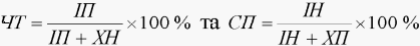 ЧТ = ІП / (ІП + ХН) × 100 % та СП = ІН / (ІН + ХП) × 100 %